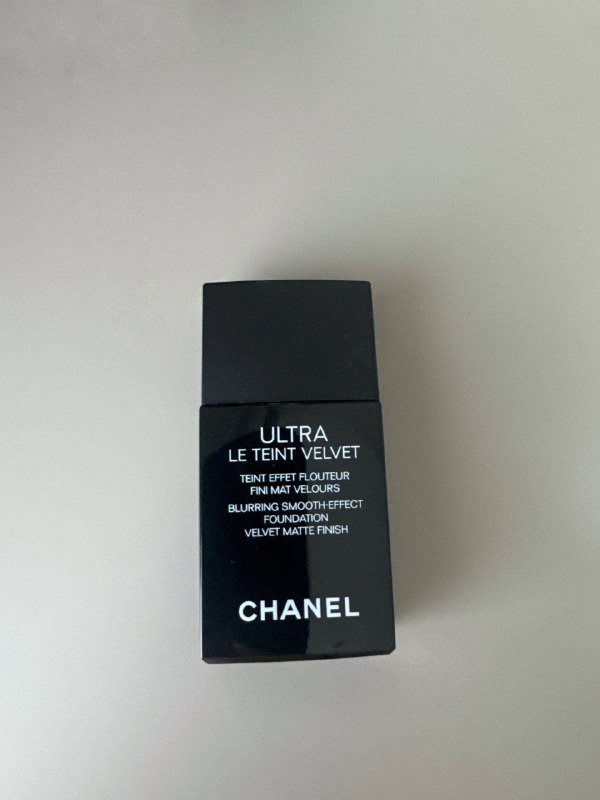 ULTRA
LE TEINT VELVET
TEINT EFFET FLOUTEUR
FINI MAT VELOURS
BLURRING SMOOTH-EFFECT
FOUNDATION
VELVET MATTE FINISH
CHANEL